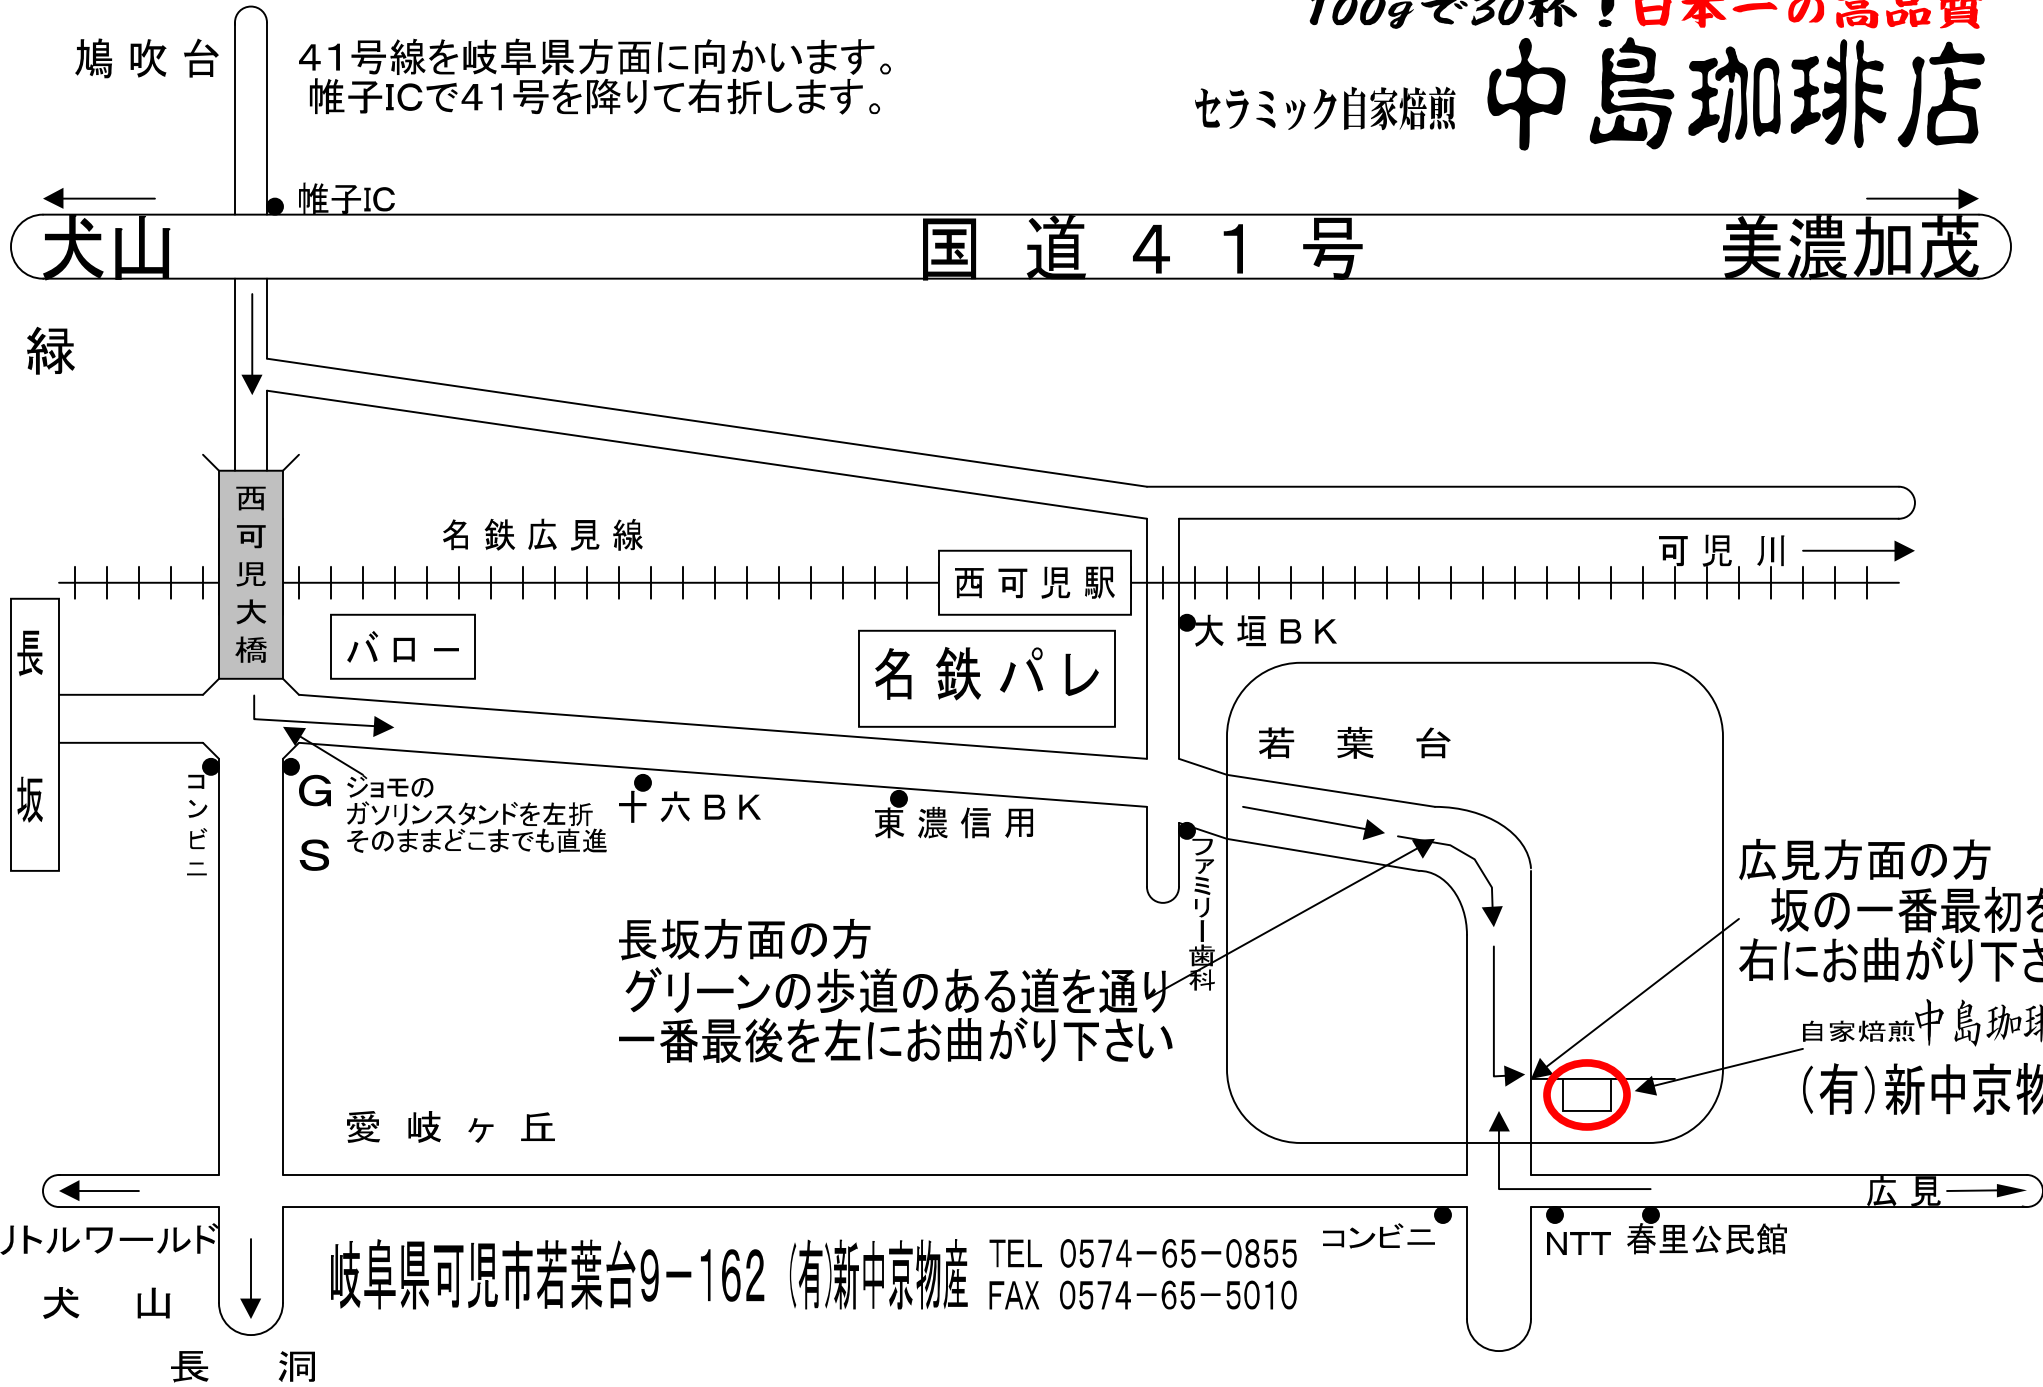 100gで30杯！日本一の高品質
セラミック自家焙煎 中島珈琲店
鳩吹台
41号線を岐阜県方面に向かいます。
帷子ICで41号を降りて右折します。
帷子IC
犬山 国道41号 美濃加茂
緑
西可児大橋
名鉄広見線
西可児駅
可児川
長坂
バロー
名鉄パレ
大垣BK
若葉台
コンビニ
GS
ジョモの
ガソリンスタンドを左折
そのままどこまでも直進
十六BK
東濃信用
ファミリー歯科
広見方面の方
坂の一番最初を
右にお曲がり下さ
長坂方面の方
グリーンの歩道のある道を通り
一番最後を左にお曲がり下さい
自家焙煎中島珈琲
(有)新中京物
愛岐ヶ丘
広見
リトルワールド
犬山
長洞
コンビニ
NTT 春里公民館
岐阜県可児市若葉台9-162 (有)新中京物産
TEL 0574-65-0855
FAX 0574-65-5010